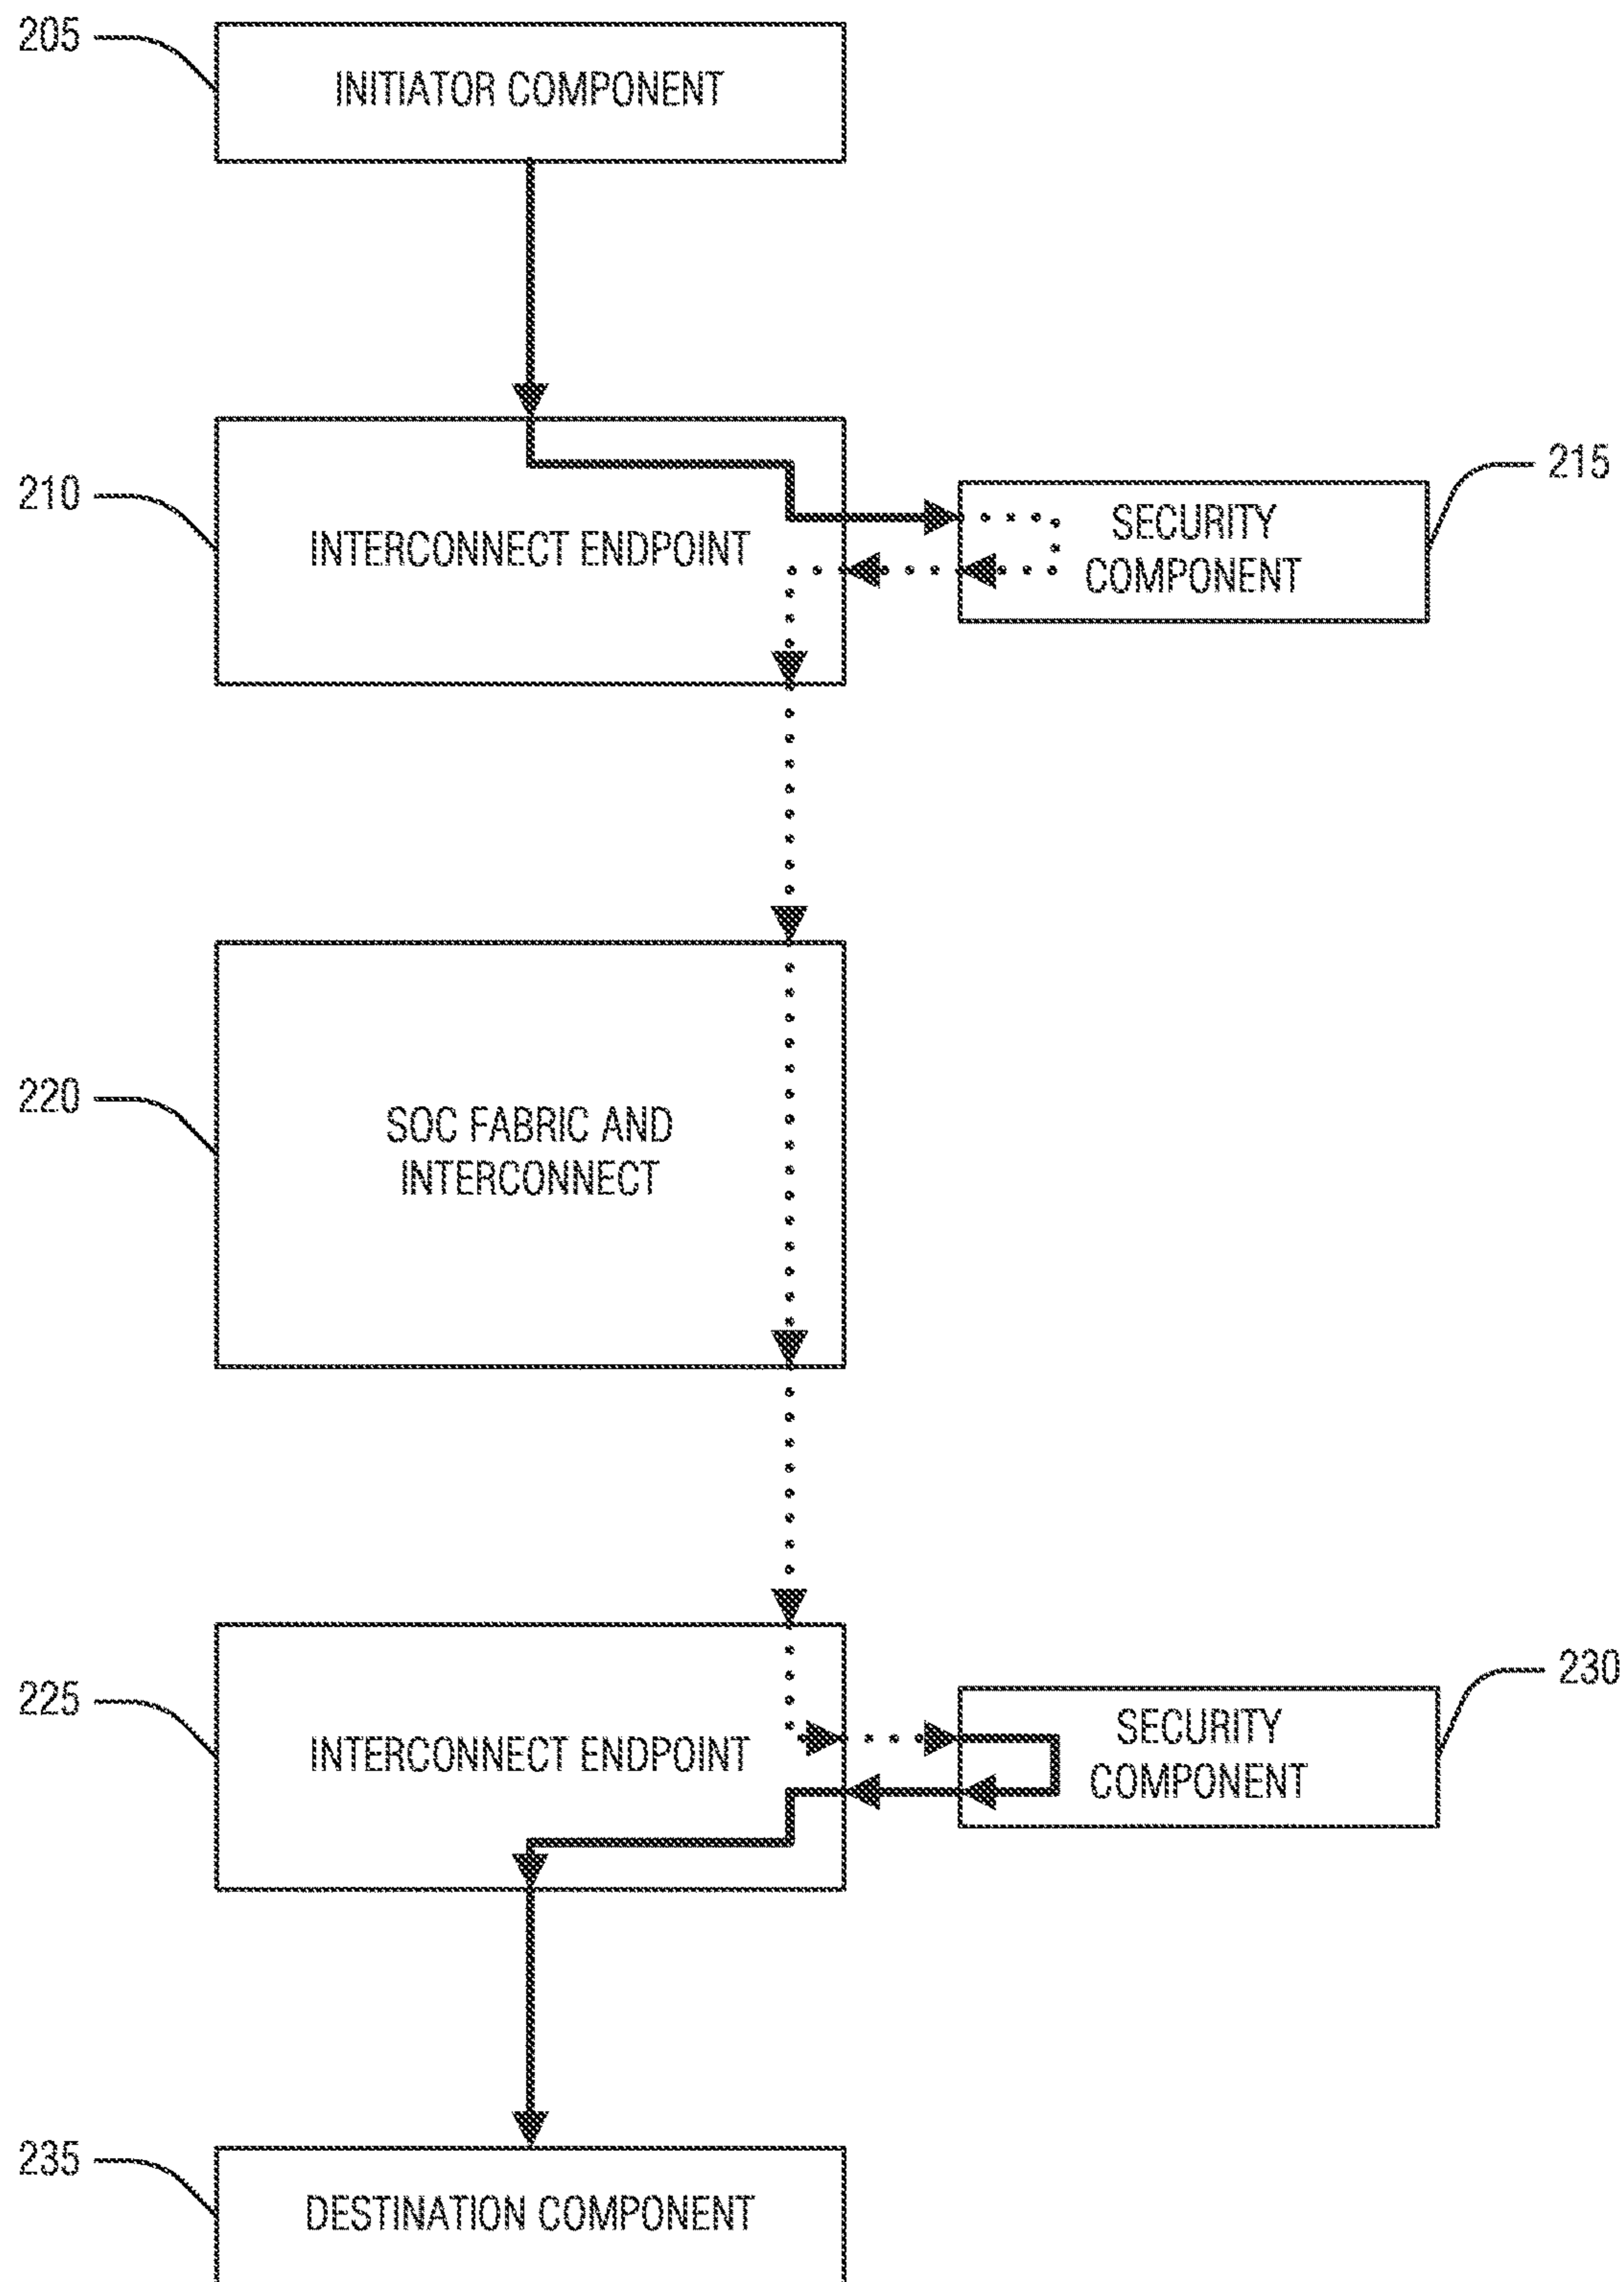 205
INITIATOR COMPONENT
210
INTERCONNECT ENDPOINT
215
SECURITY
COMPONENT
220
SOC FABRIC AND
INTERCONNECT
225
INTERCONNECT ENDPOINT
230
SECURITY
COMPONENT
235
DESTINATION COMPONENT